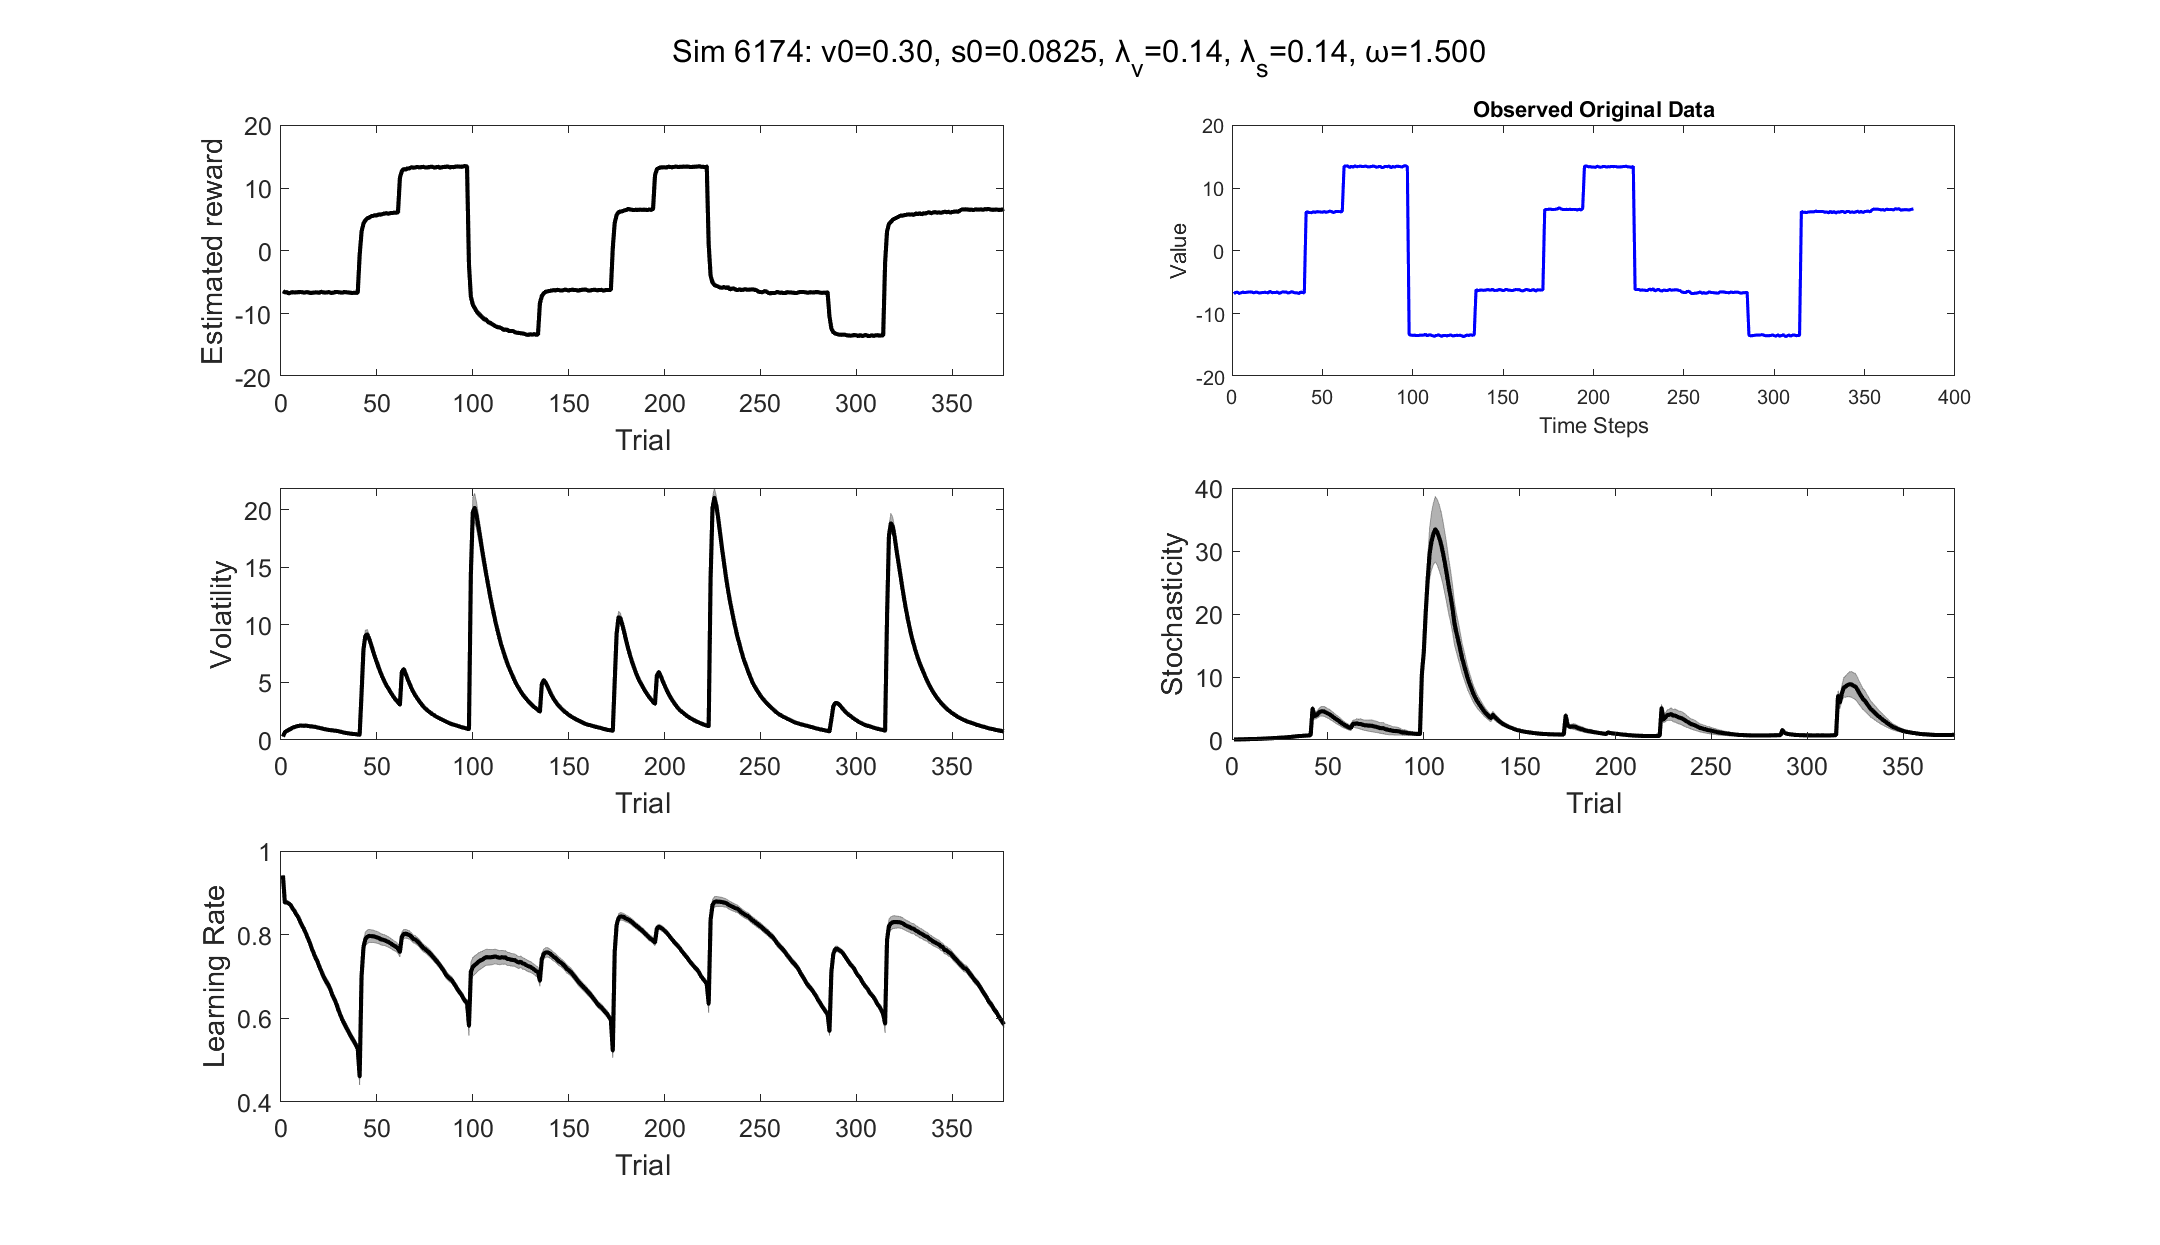 Sim 6174: v0=0.30, s0=0.0825, λv=0.14, λs=0.14, ω=1.500
Estimated reward
20
10
0
-10
-20
0 50 100 150 200 250 300 350
Trial
Observed Original Data
Value
20
10
0
-10
-20
0 50 100 150 200 250 300 350 400
Time Steps
Volatility
20
15
10
5
0
0 50 100 150 200 250 300 350
Trial
Stochasticity
40
30
20
10
0
0 50 100 150 200 250 300 350
Trial
Learning Rate
1
0.8
0.6
0.4
0 50 100 150 200 250 300 350
Trial